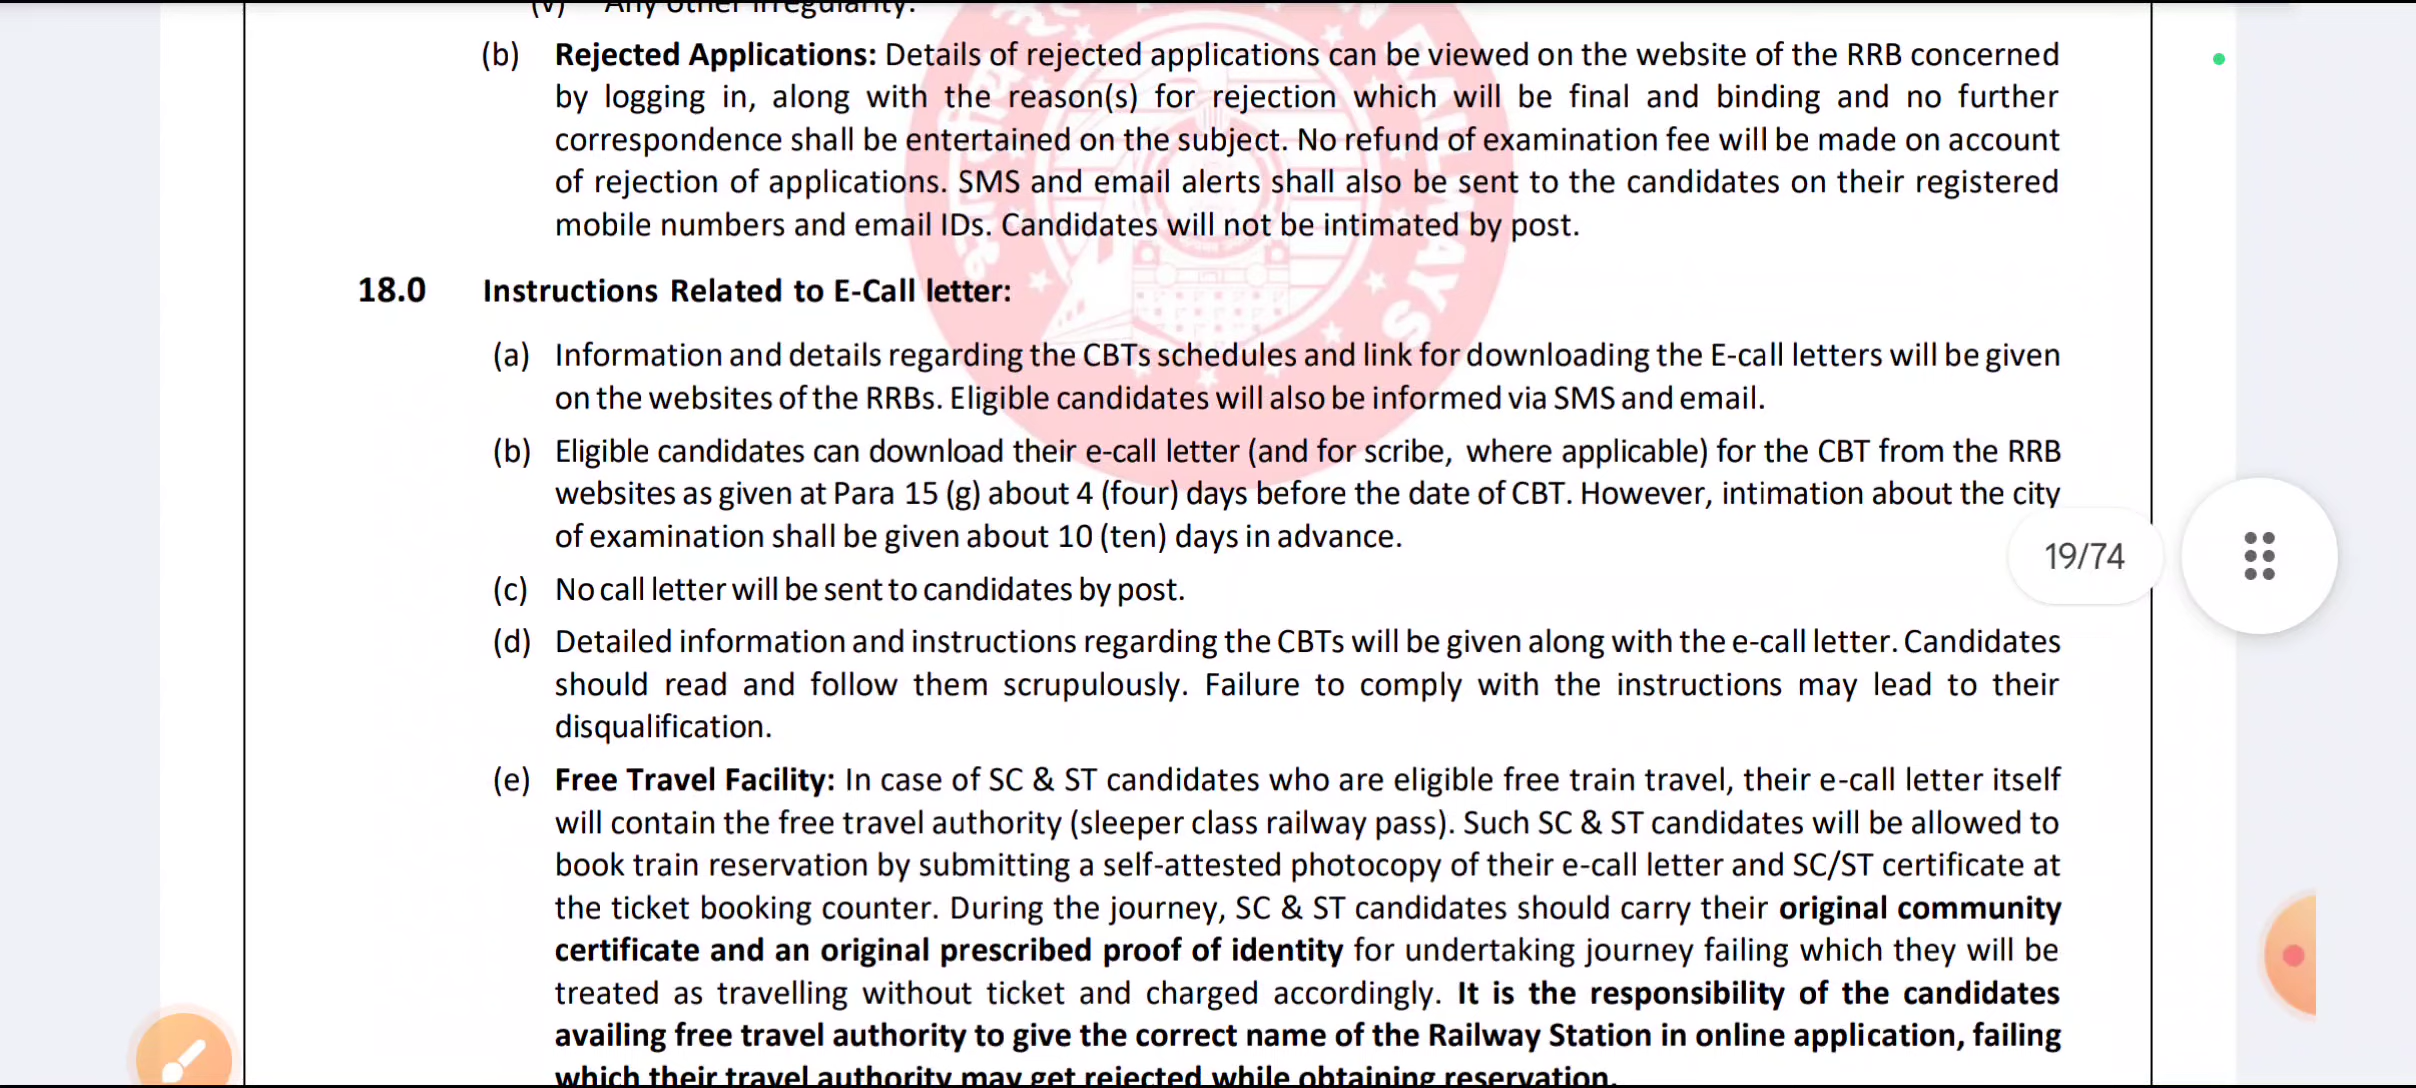 (v) Any other irregularity.
(b) Rejected Applications: Details of rejected applications can be viewed on the website of the RRB concerned
by logging in, along with the reason(s) for rejection which will be final and binding and no further
correspondence shall be entertained on the subject. No refund of examination fee will be made on account
of rejection of applications. SMS and email alerts shall also be sent to the candidates on their registered
mobile numbers and email IDs. Candidates will not be intimated by post.
18.0 Instructions Related to E-Call letter:
(a) Information and details regarding the CBTs schedules and link for downloading the E-call letters will be given
on the websites of the RRBs. Eligible candidates will also be informed via SMS and email.
(b) Eligible candidates can download their e-call letter (and for scribe, where applicable) for the CBT from the RRB
websites as given at Para 15 (g) about 4 (four) days before the date of CBT. However, intimation about the city
of examination shall be given about 10 (ten) days in advance.
19/74
(c) No call letter will be sent to candidates by post.
(d) Detailed information and instructions regarding the CBTs will be given along with the e-call letter. Candidates
should read and follow them scrupulously. Failure to comply with the instructions may lead to their
disqualification.
(e) Free Travel Facility: In case of SC & ST candidates who are eligible free train travel, their e-call letter itself
will contain the free travel authority (sleeper class railway pass). Such SC & ST candidates will be allowed to
book train reservation by submitting a self-attested photocopy of their e-call letter and SC/ST certificate at
the ticket booking counter. During the journey, SC & ST candidates should carry their original community
certificate and an original prescribed proof of identity for undertaking journey failing which they will be
treated as travelling without ticket and charged accordingly. It is the responsibility of the candidates
availing free travel authority to give the correct name of the Railway Station in online application, failing
which their travel authority may get rejected while obtaining reservation.